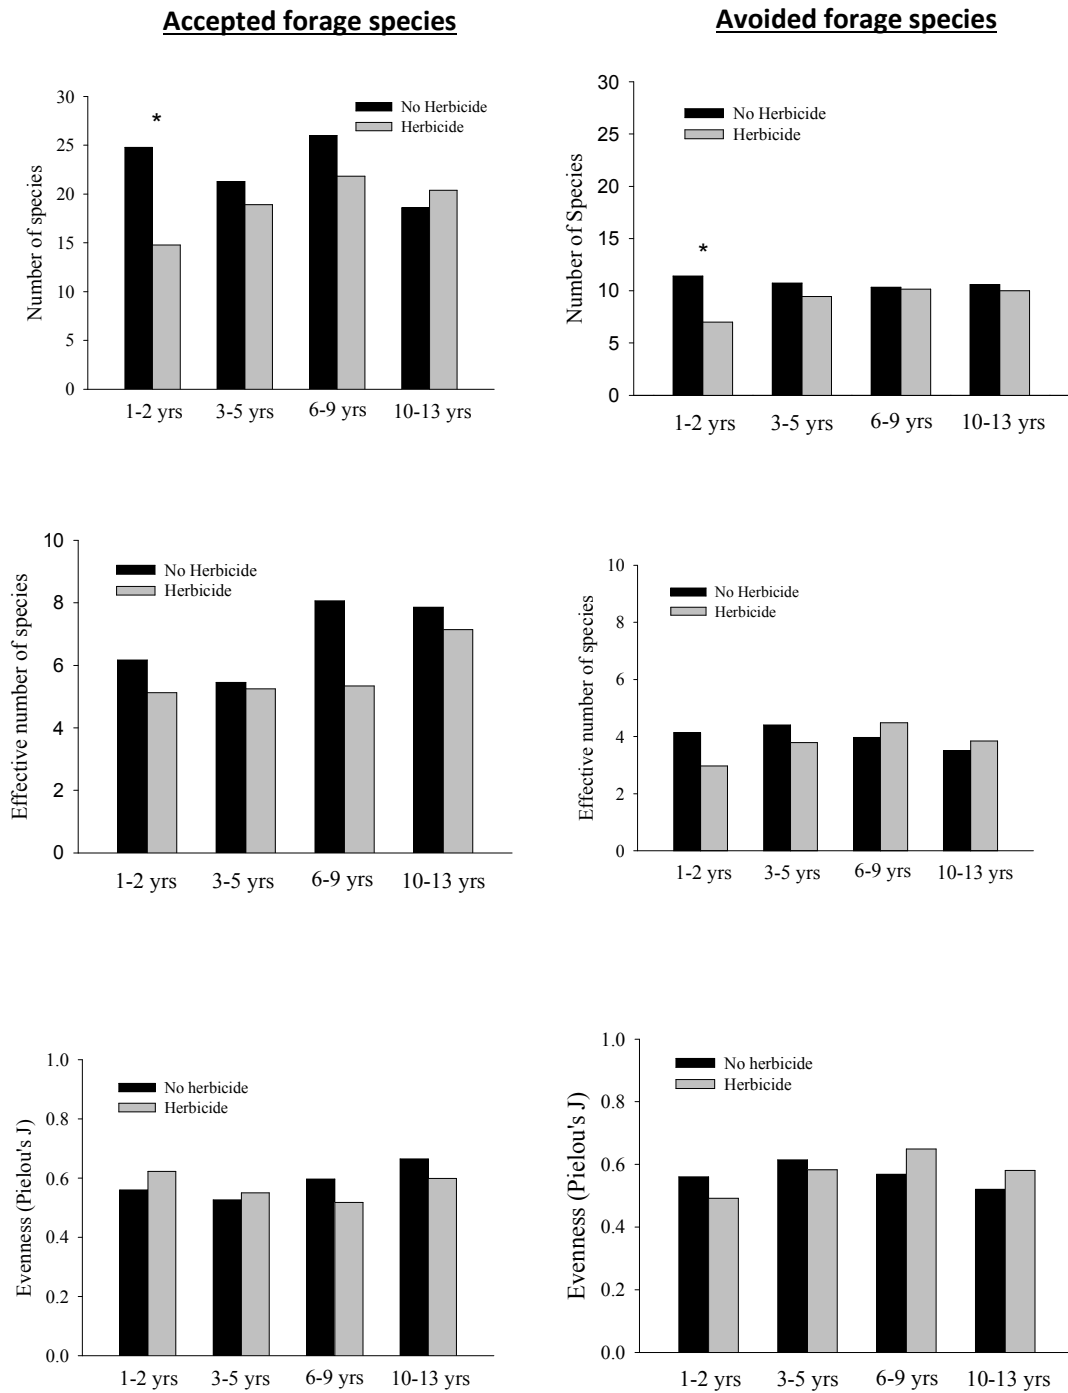 Accepted forage species
Avoided forage species
30
25
20
15
10
5
0
Number of species
*
No Herbicide
Herbicide
1-2 yrs
3-5 yrs
6-9 yrs
10-13 yrs
30
25
20
15
10
5
0
Number of Species
*
No Herbicide
Herbicide
1-2 yrs
3-5 yrs
6-9 yrs
10-13 yrs
10
8
6
4
2
0
Effective number of species
No Herbicide
Herbicide
1-2 yrs
3-5 yrs
6-9 yrs
10-13 yrs
10
8
6
4
2
0
Effective number of species
No Herbicide
Herbicide
1-2 yrs
3-5 yrs
6-9 yrs
10-13 yrs
1.0
0.8
0.6
0.4
0.2
0.0
Evenness (Pielou's J)
No herbicide
Herbicide
1-2 yrs
3-5 yrs
6-9 yrs
10-13 yrs
1.0
0.8
0.6
0.4
0.2
0.0
Evenness (Pielou's J)
No herbicide
Herbicide
1-2 yrs
3-5 yrs
6-9 yrs
10-13 yrs